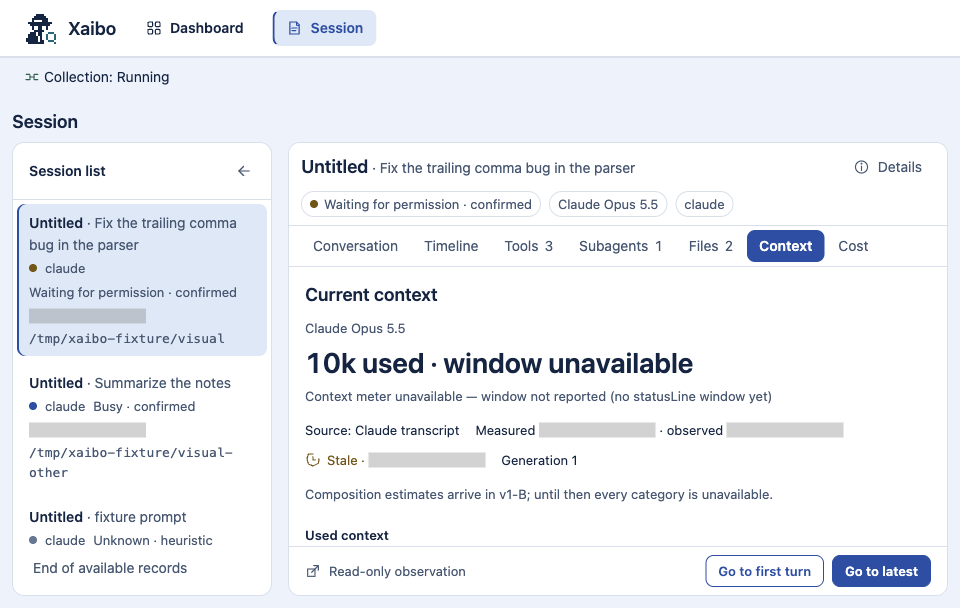 Xaibo
Dashboard
Session
Collection: Running
Session
Session list
Untitled · Fix the trailing comma
bug in the parser
claude
Waiting for permission · confirmed
/tmp/xaibo-fixture/visual
Untitled · Summarize the notes
claude Busy · confirmed
/tmp/xaibo-fixture/visual-
other
Untitled · fixture prompt
claude Unknown · heuristic
End of available records
Untitled · Fix the trailing comma bug in the parser
Details
Waiting for permission · confirmed
Claude Opus 5.5
claude
Conversation
Timeline
Tools 3
Subagents 1
Files 2
Context
Cost
Current context
Claude Opus 5.5
10k used · window unavailable
Context meter unavailable — window not reported (no statusLine window yet)
Source: Claude transcript Measured · observed
Stale · Generation 1
Composition estimates arrive in v1-B; until then every category is unavailable.
Used context
Read-only observation
Go to first turn
Go to latest